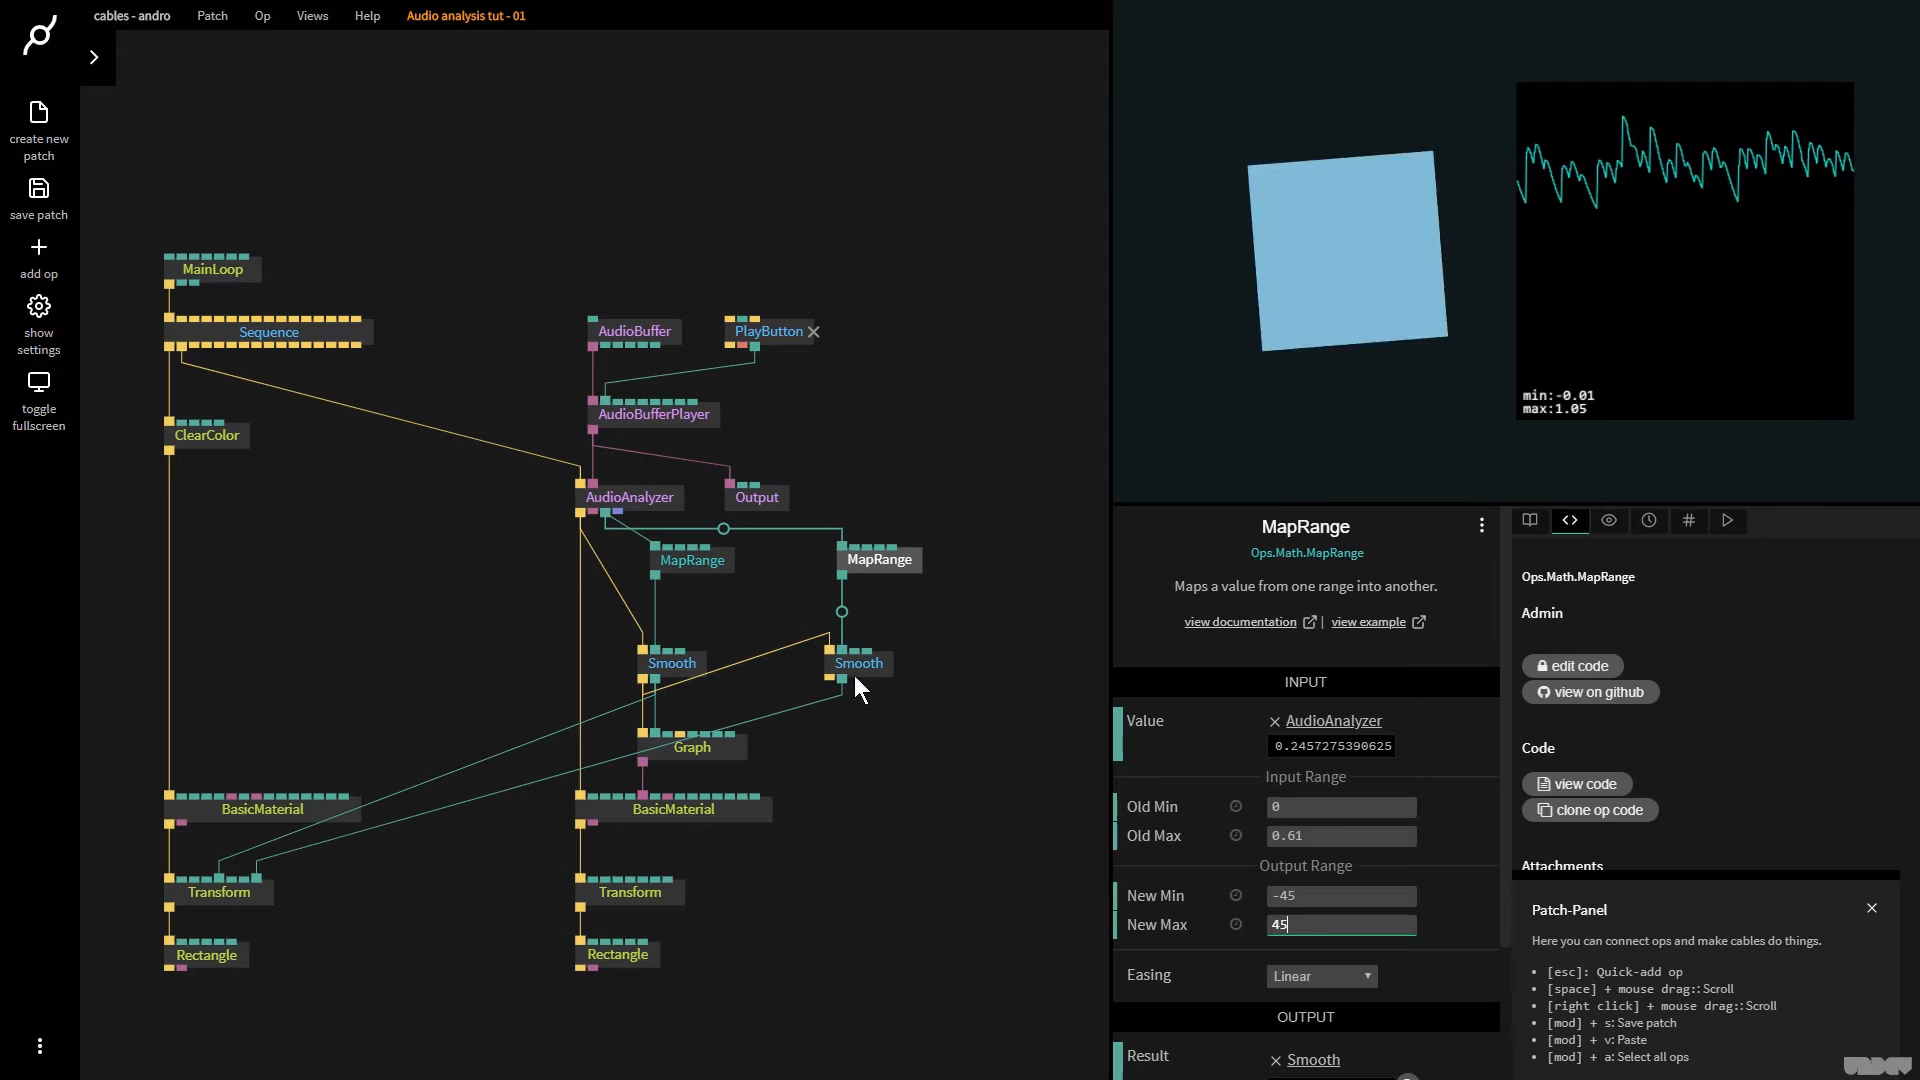 cables - andro Patch Op Views Help Audio analysis tut - 01
create new
patch
save patch
add op
show
settings
toggle
fullscreen
MainLoop
Sequence
ClearColor
BasicMaterial
Transform
Rectangle
AudioBuffer
PlayButton
AudioBufferPlayer
AudioAnalyzer
Output
MapRange
MapRange
Smooth
Smooth
Graph
BasicMaterial
Transform
Rectangle
min:-0.01
max:1.05
MapRange
Ops.Math.MapRange
Maps a value from one range into another.
view documentation | view example
INPUT
Value AudioAnalyzer
0.2457275390625
Input Range
Old Min 0
Old Max 0.61
Output Range
New Min -45
New Max 45
Easing Linear
OUTPUT
Result Smooth
Ops.Math.MapRange
Admin
edit code
view on github
Code
view code
clone op code
Attachments
Patch-Panel
Here you can connect ops and make cables do things.
• [esc]: Quick-add op
• [space] + mouse drag:: Scroll
• [right click] + mouse drag:: Scroll
• [mod] + s: Save patch
• [mod] + v: Paste
• [mod] + a: Select all ops